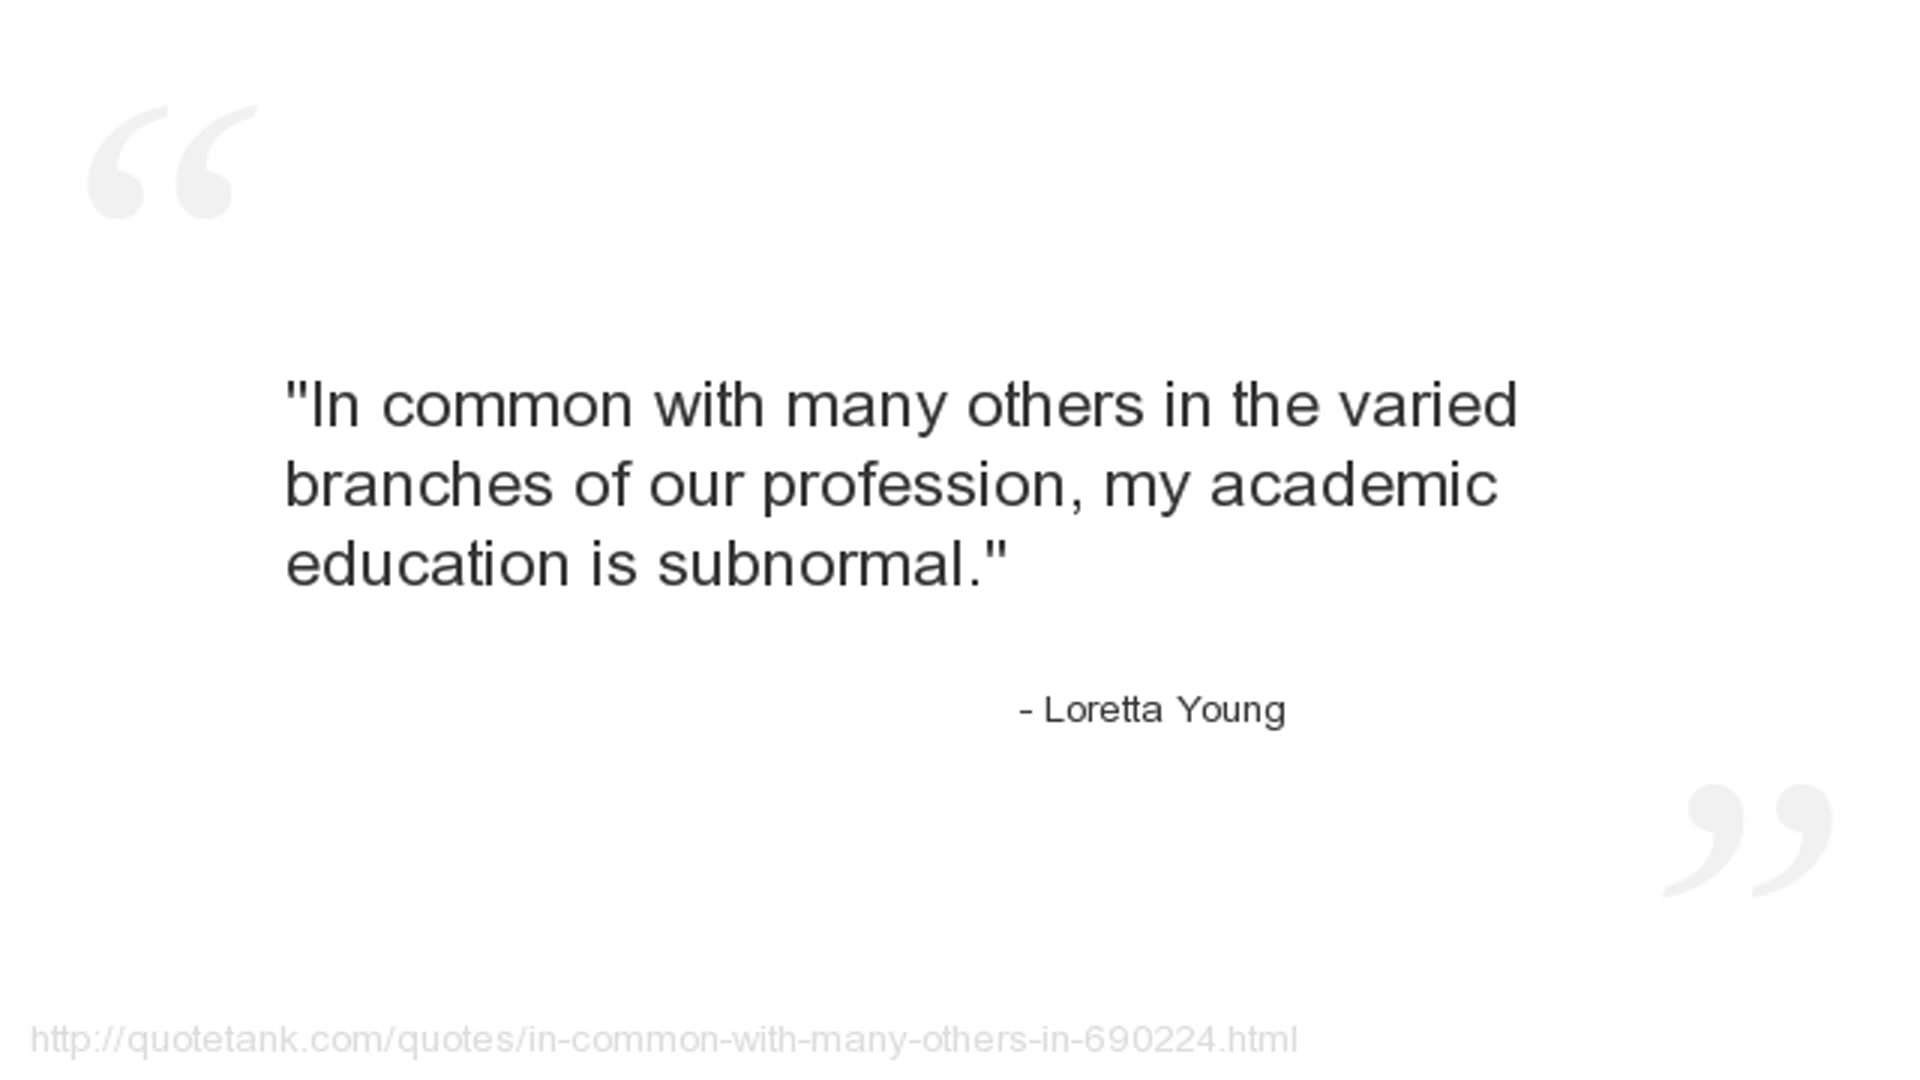 "In common with many others in the varied
branches of our profession, my academic
education is subnormal."
- Loretta Young
http://quotetank.com/quotes/in-common-with-many-others-in-690224.html